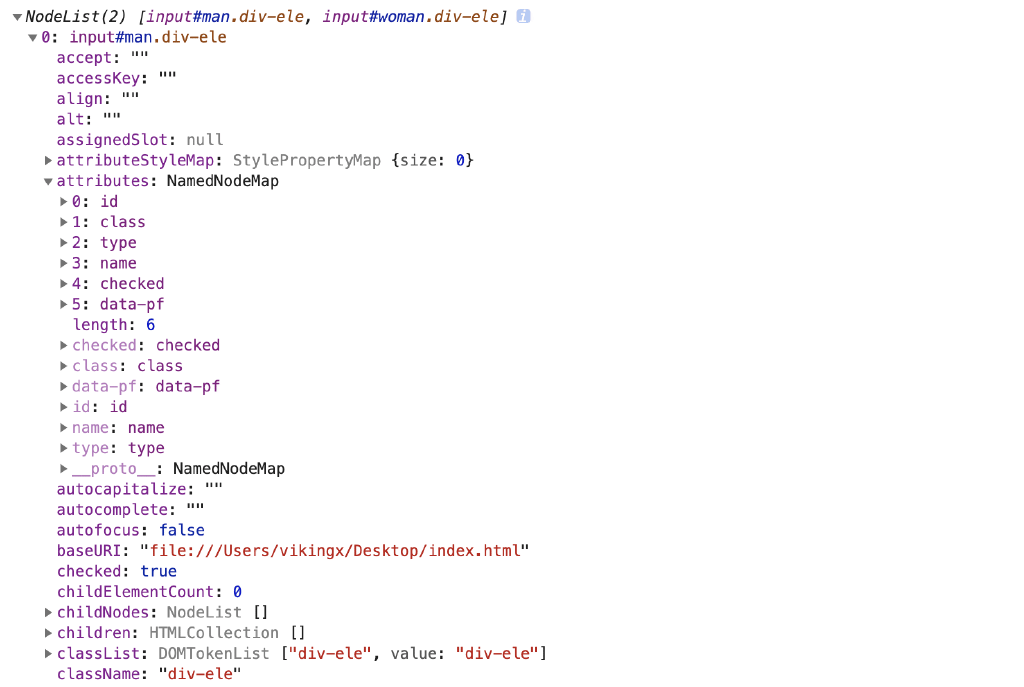 NodeList(2) [input#man.div-ele, input#woman.div-ele] i
0: input#man.div-ele
accept: ""
accessKey: ""
align: ""
alt: ""
assignedSlot: null
attributeStyleMap: StylePropertyMap {size: 0}
attributes: NamedNodeMap
0: id
1: class
2: type
3: name
4: checked
5: data-pf
length: 6
checked: checked
class: class
data-pf: data-pf
id: id
name: name
type: type
__proto__: NamedNodeMap
autocapitalize: ""
autocomplete: ""
autofocus: false
baseURI: "file:///Users/vikingx/Desktop/index.html"
checked: true
childElementCount: 0
childNodes: NodeList []
children: HTMLCollection []
classList: DOMTokenList ["div-ele", value: "div-ele"]
className: "div-ele"